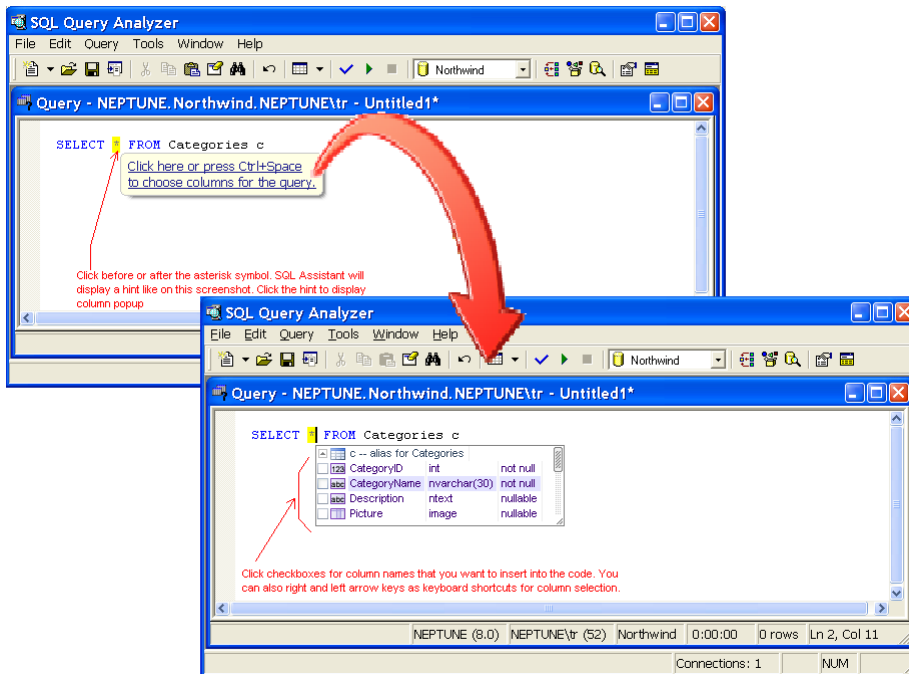 SQL Query Analyzer
File Edit Query Tools Window Help
Northwind
Query - NEPTUNE.Northwind.NEPTUNE\tr - Untitled1*
SELECT * FROM Categories c
Click here or press Ctrl+Space
to choose columns for the query.
Click before or after the asterisk symbol. SQL Assistant will
display a hint like on this screenshot. Click the hint to display
column popup
SQL Query Analyzer
File Edit Query Tools Window Help
Northwind
Query - NEPTUNE.Northwind.NEPTUNE\tr - Untitled1*
SELECT * FROM Categories c
c -- alias for Categories
123 CategoryID int not null
abc CategoryName nvarchar(30) not null
abc Description ntext nullable
Picture image nullable
Click checkboxes for column names that you want to insert into the code. You
can also right and left arrow keys as keyboard shortcuts for column selection.
NEPTUNE (8.0) NEPTUNE\tr (52) Northwind 0:00:00 0 rows Ln 2, Col 11
Connections: 1 NUM